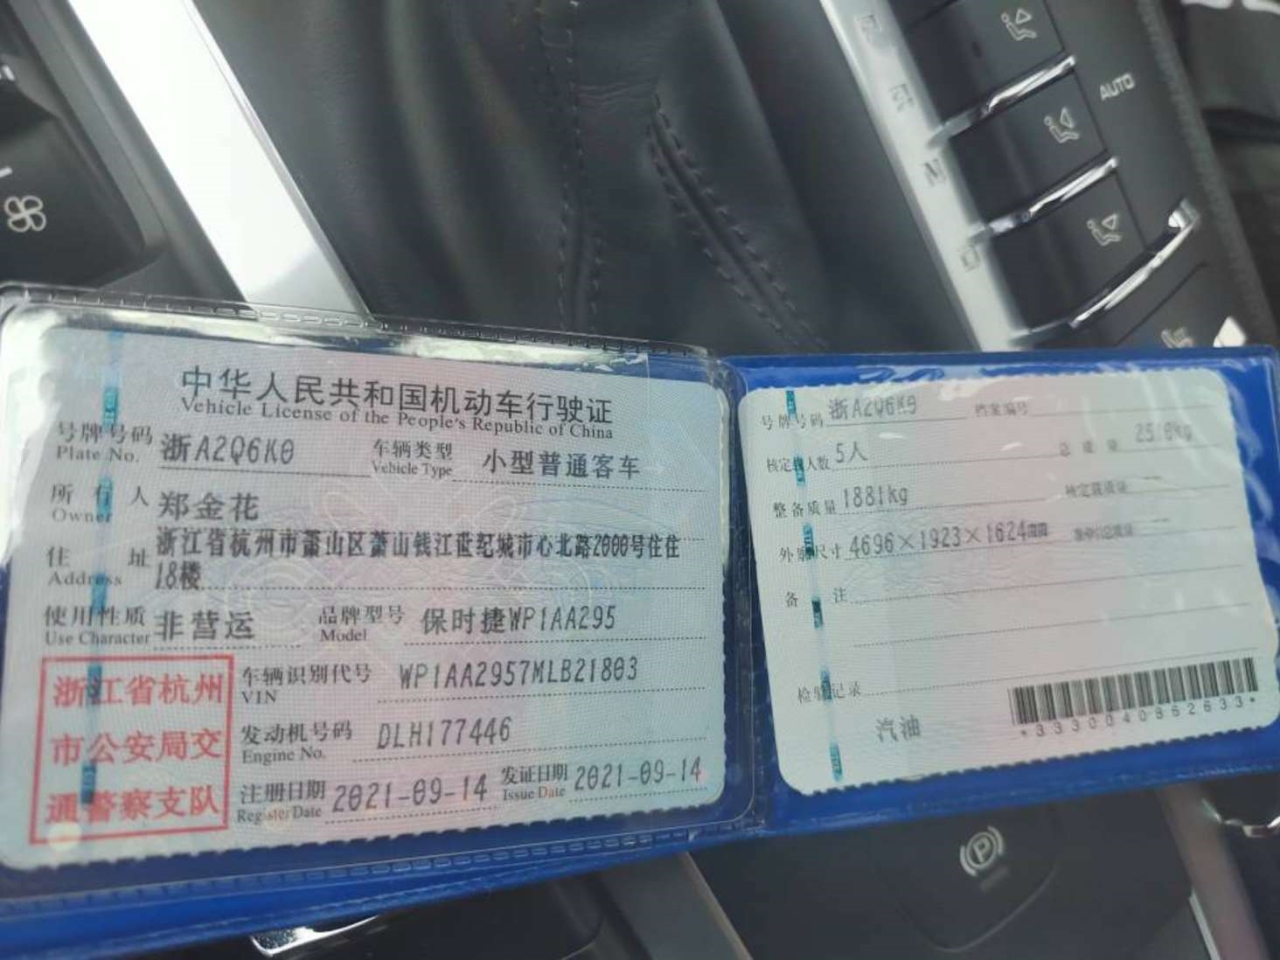 AUTO
中华人民共和国机动车行驶证
Vehicle License of the People's Republic of China
号牌号码 浙A2Q6K0 车辆类型 小型普通客车
Plate No. Vehicle Type
所有人 郑金花
Owner
住址 浙江省杭州市萧山区萧山钱江世纪城市心北路2000号住住
Address 18楼
使用性质 非营运 品牌型号 保时捷WP1AA295
Use Character Model
浙江省杭州
市公安局交
通警察支队
车辆识别代号 WP1AA2957MLB21803
VIN
发动机号码 DLH177446
Engine No.
注册日期 2021-09-14 发证日期 2021-09-14
Register Date Issue Date
号牌号码 浙A2Q6K0 档案编号
核定载人数 5人 总质量
整备质量 1881kg 核定载质量
外廓尺寸 4696×1923×1624
备注
检验记录
汽油
*3330040362633*
P